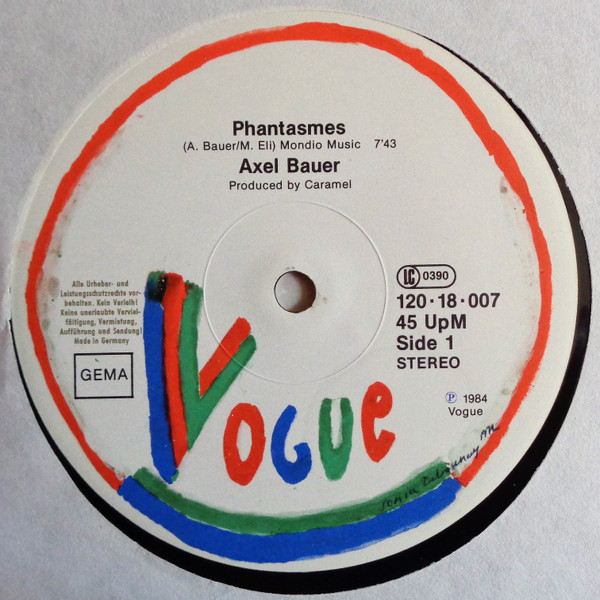 Phantasmes
(A. Bauer/M. Eli) Mondio Music 7'43
Axel Bauer
Produced by Caramel
Alle Urheber- und
Leistungsschutzrechte vor-
behalten. Kein Verleih!
Keine unerlaubte Verviel-
fältigung, Vermietung,
Aufführung und Sendung!
Made in Germany
GEMA
LC 0390
120·18·007
45 UpM
Side 1
STEREO
℗ 1984
Vogue
VOGUE
sonia Delaunay